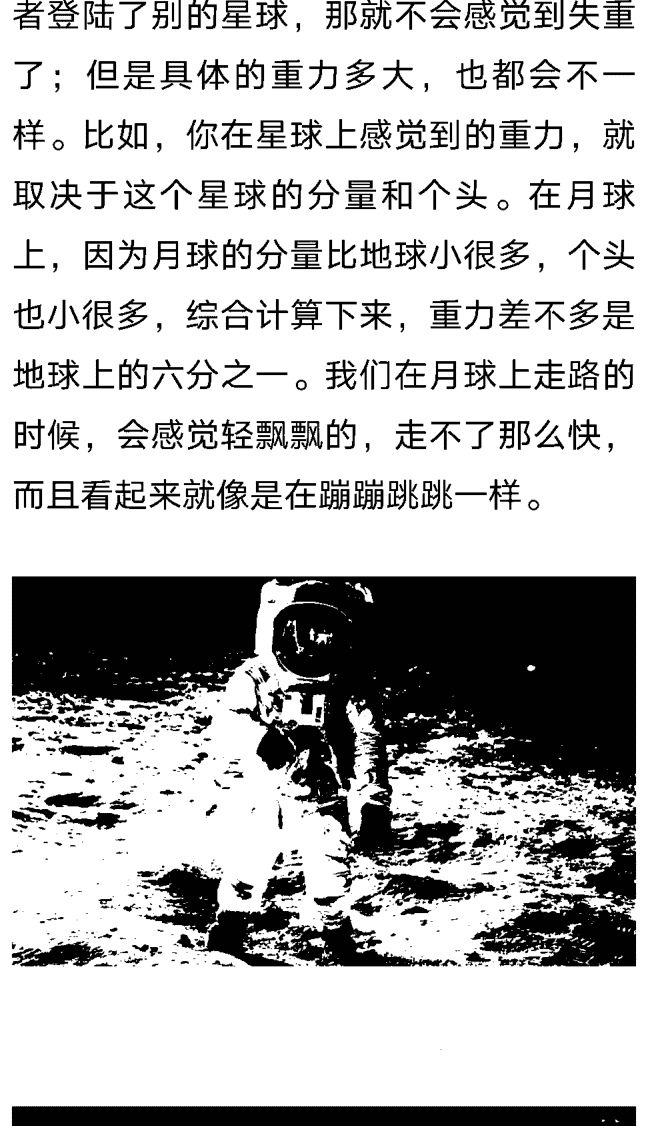 者登陆了别的星球，那就不会感觉到失重
了；但是具体的重力多大，也都会不一
样。比如，你在星球上感觉到的重力，就
取决于这个星球的分量和个头。在月球
上，因为月球的分量比地球小很多，个头
也小很多，综合计算下来，重力差不多是
地球上的六分之一。我们在月球上走路的
时候，会感觉轻飘飘的，走不了那么快，
而且看起来就像是在蹦蹦跳跳一样。